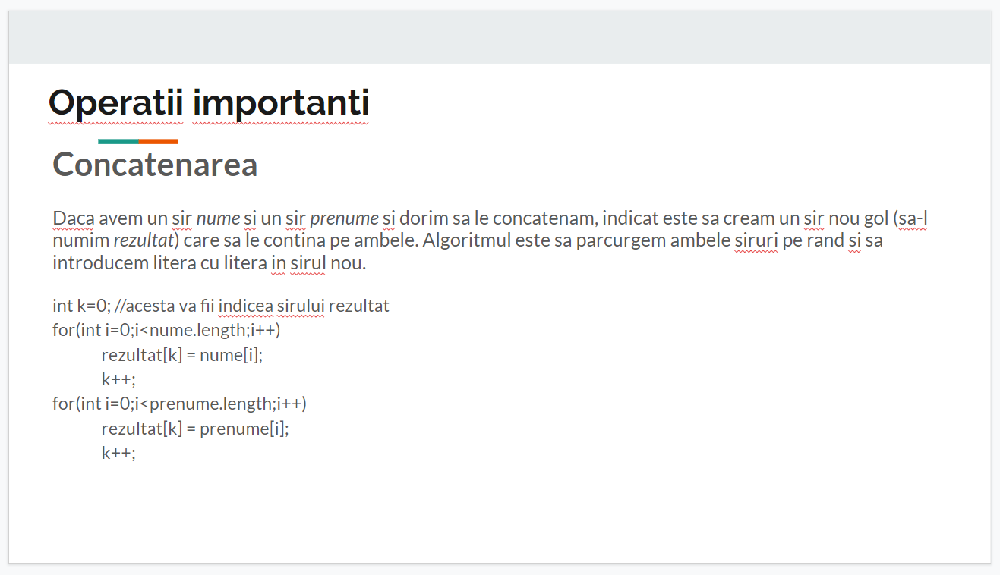 Operatii importanti
Concatenarea
Daca avem un sir nume si un sir prenume si dorim sa le concatenam, indicat este sa cream un sir nou gol (sa-l
numim rezultat) care sa le contina pe ambele. Algoritmul este sa parcurgem ambele siruri pe rand si sa
introducem litera cu litera in sirul nou.
int k=0; //acesta va fii indicea sirului rezultat
for(int i=0;i<nume.length;i++)
rezultat[k] = nume[i];
k++;
for(int i=0;i<prenume.length;i++)
rezultat[k] = prenume[i];
k++;